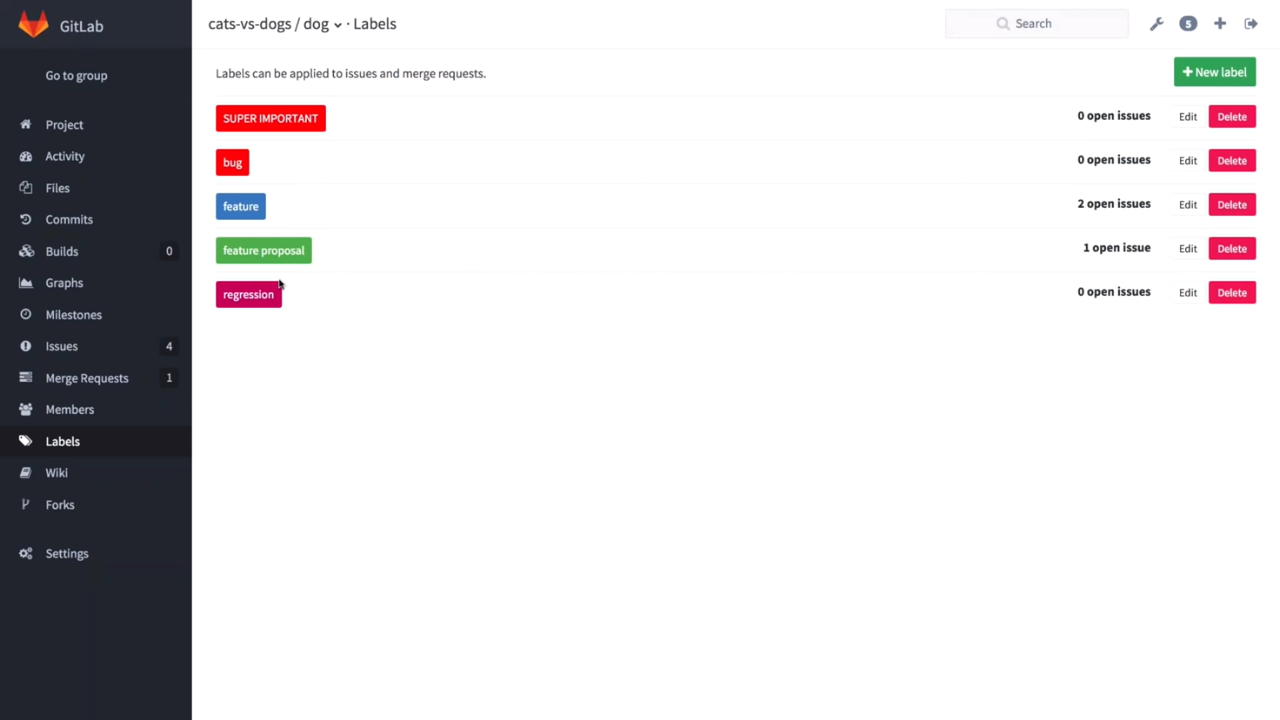 GitLab
cats-vs-dogs / dog · Labels
Search
5
Go to group
Project
Activity
Files
Commits
Builds 0
Graphs
Milestones
Issues 4
Merge Requests 1
Members
Labels
Wiki
Forks
Settings
Labels can be applied to issues and merge requests.
New label
SUPER IMPORTANT 0 open issues Edit Delete
bug 0 open issues Edit Delete
feature 2 open issues Edit Delete
feature proposal 1 open issue Edit Delete
regression 0 open issues Edit Delete